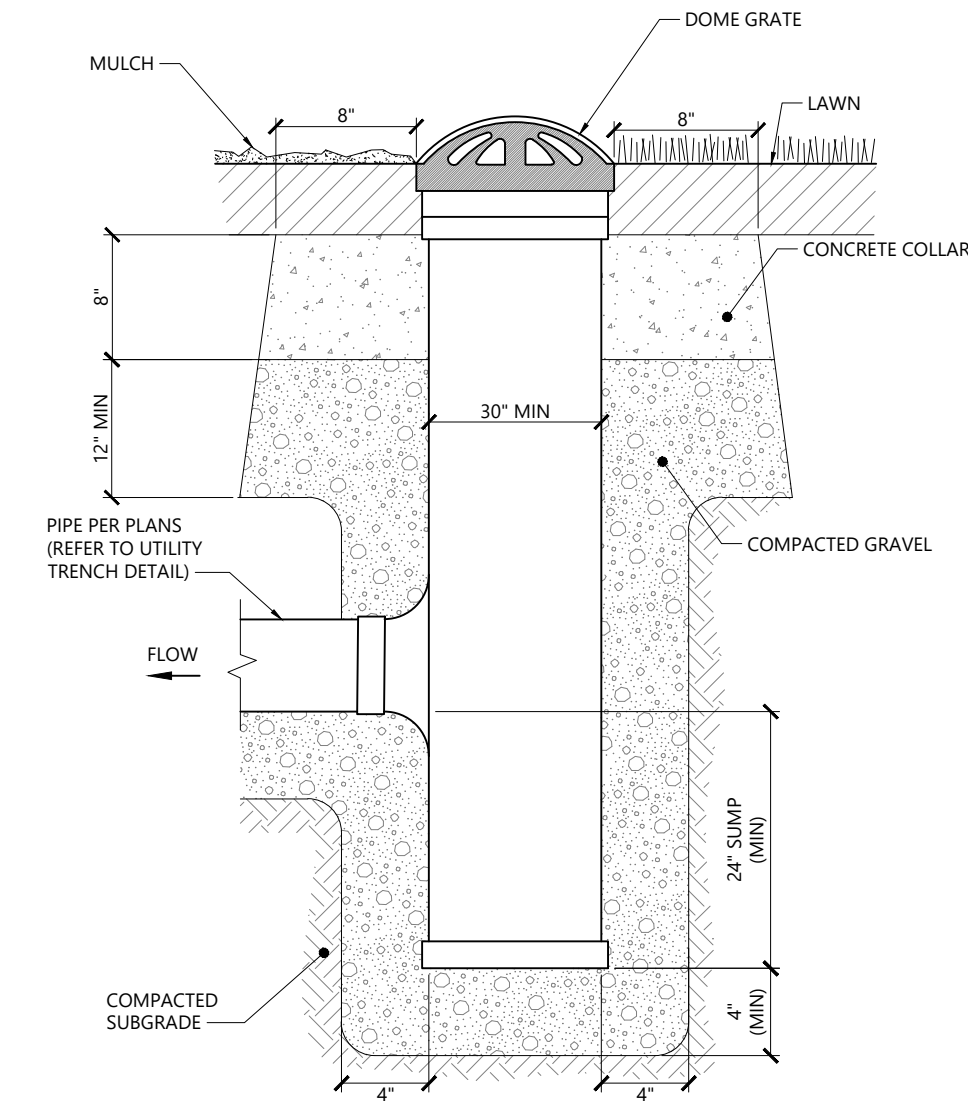 DOME GRATE
MULCH
LAWN
8"
8"
CONCRETE COLLAR
8"
12" MIN
30" MIN
PIPE PER PLANS
(REFER TO UTILITY
TRENCH DETAIL)
COMPACTED GRAVEL
FLOW
24" SUMP
(MIN)
COMPACTED
SUBGRADE
4"
(MIN)
4"
4"